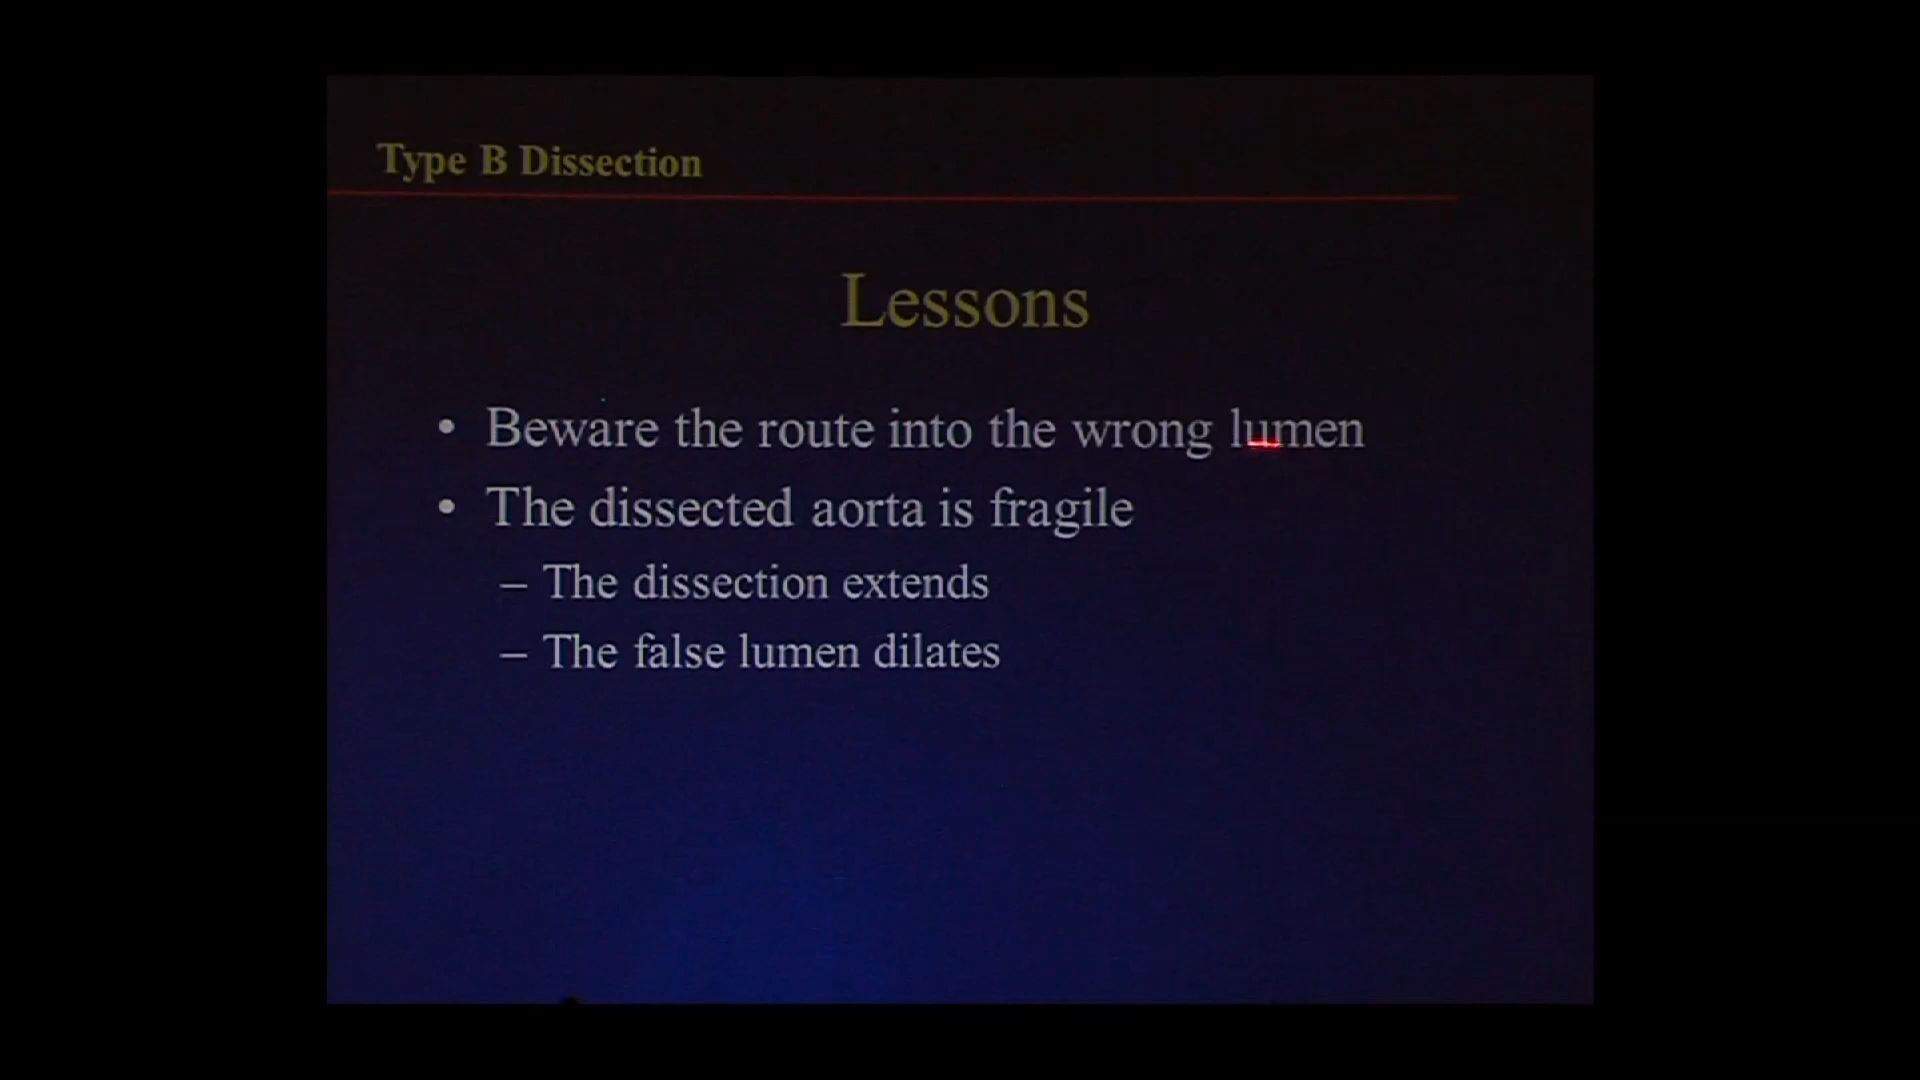 Type B Dissection
Lessons
• Beware the route into the wrong lumen
• The dissected aorta is fragile
– The dissection extends
– The false lumen dilates